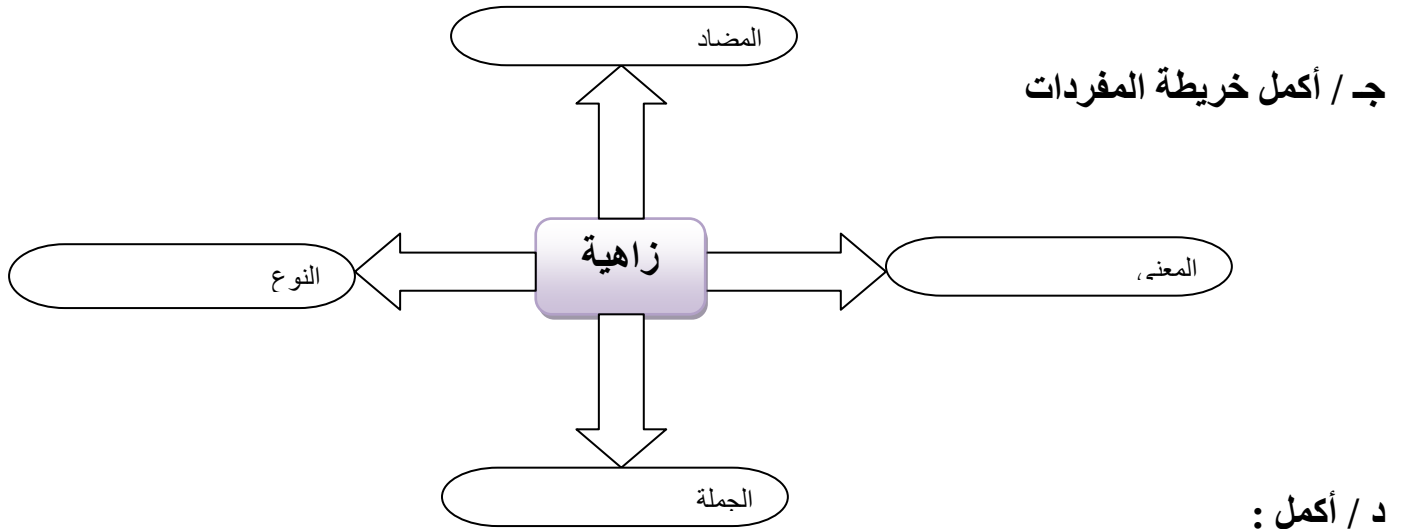 المضاد
جـ / أكمل خريطة المفردات
زاهية
المعنى
النوع
الجملة
د / أكمل :